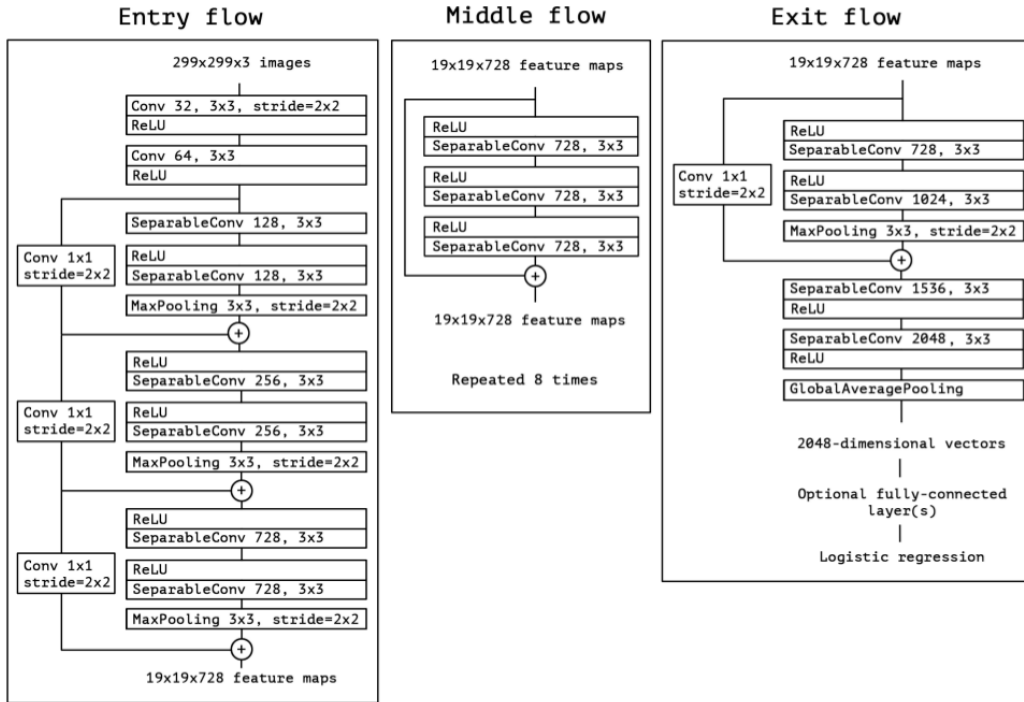 Entry flow
299x299x3 images
Conv 32, 3x3, stride=2x2
ReLU
Conv 64, 3x3
ReLU
SeparableConv 128, 3x3
Conv 1x1
stride=2x2
ReLU
SeparableConv 128, 3x3
MaxPooling 3x3, stride=2x2
+
ReLU
SeparableConv 256, 3x3
Conv 1x1
stride=2x2
ReLU
SeparableConv 256, 3x3
MaxPooling 3x3, stride=2x2
+
ReLU
SeparableConv 728, 3x3
Conv 1x1
stride=2x2
ReLU
SeparableConv 728, 3x3
MaxPooling 3x3, stride=2x2
+
19x19x728 feature maps
Middle flow
19x19x728 feature maps
ReLU
SeparableConv 728, 3x3
ReLU
SeparableConv 728, 3x3
ReLU
SeparableConv 728, 3x3
+
19x19x728 feature maps
Repeated 8 times
Exit flow
19x19x728 feature maps
ReLU
SeparableConv 728, 3x3
Conv 1x1
stride=2x2
ReLU
SeparableConv 1024, 3x3
MaxPooling 3x3, stride=2x2
+
SeparableConv 1536, 3x3
ReLU
SeparableConv 2048, 3x3
ReLU
GlobalAveragePooling
2048-dimensional vectors
Optional fully-connected
layer(s)
Logistic regression